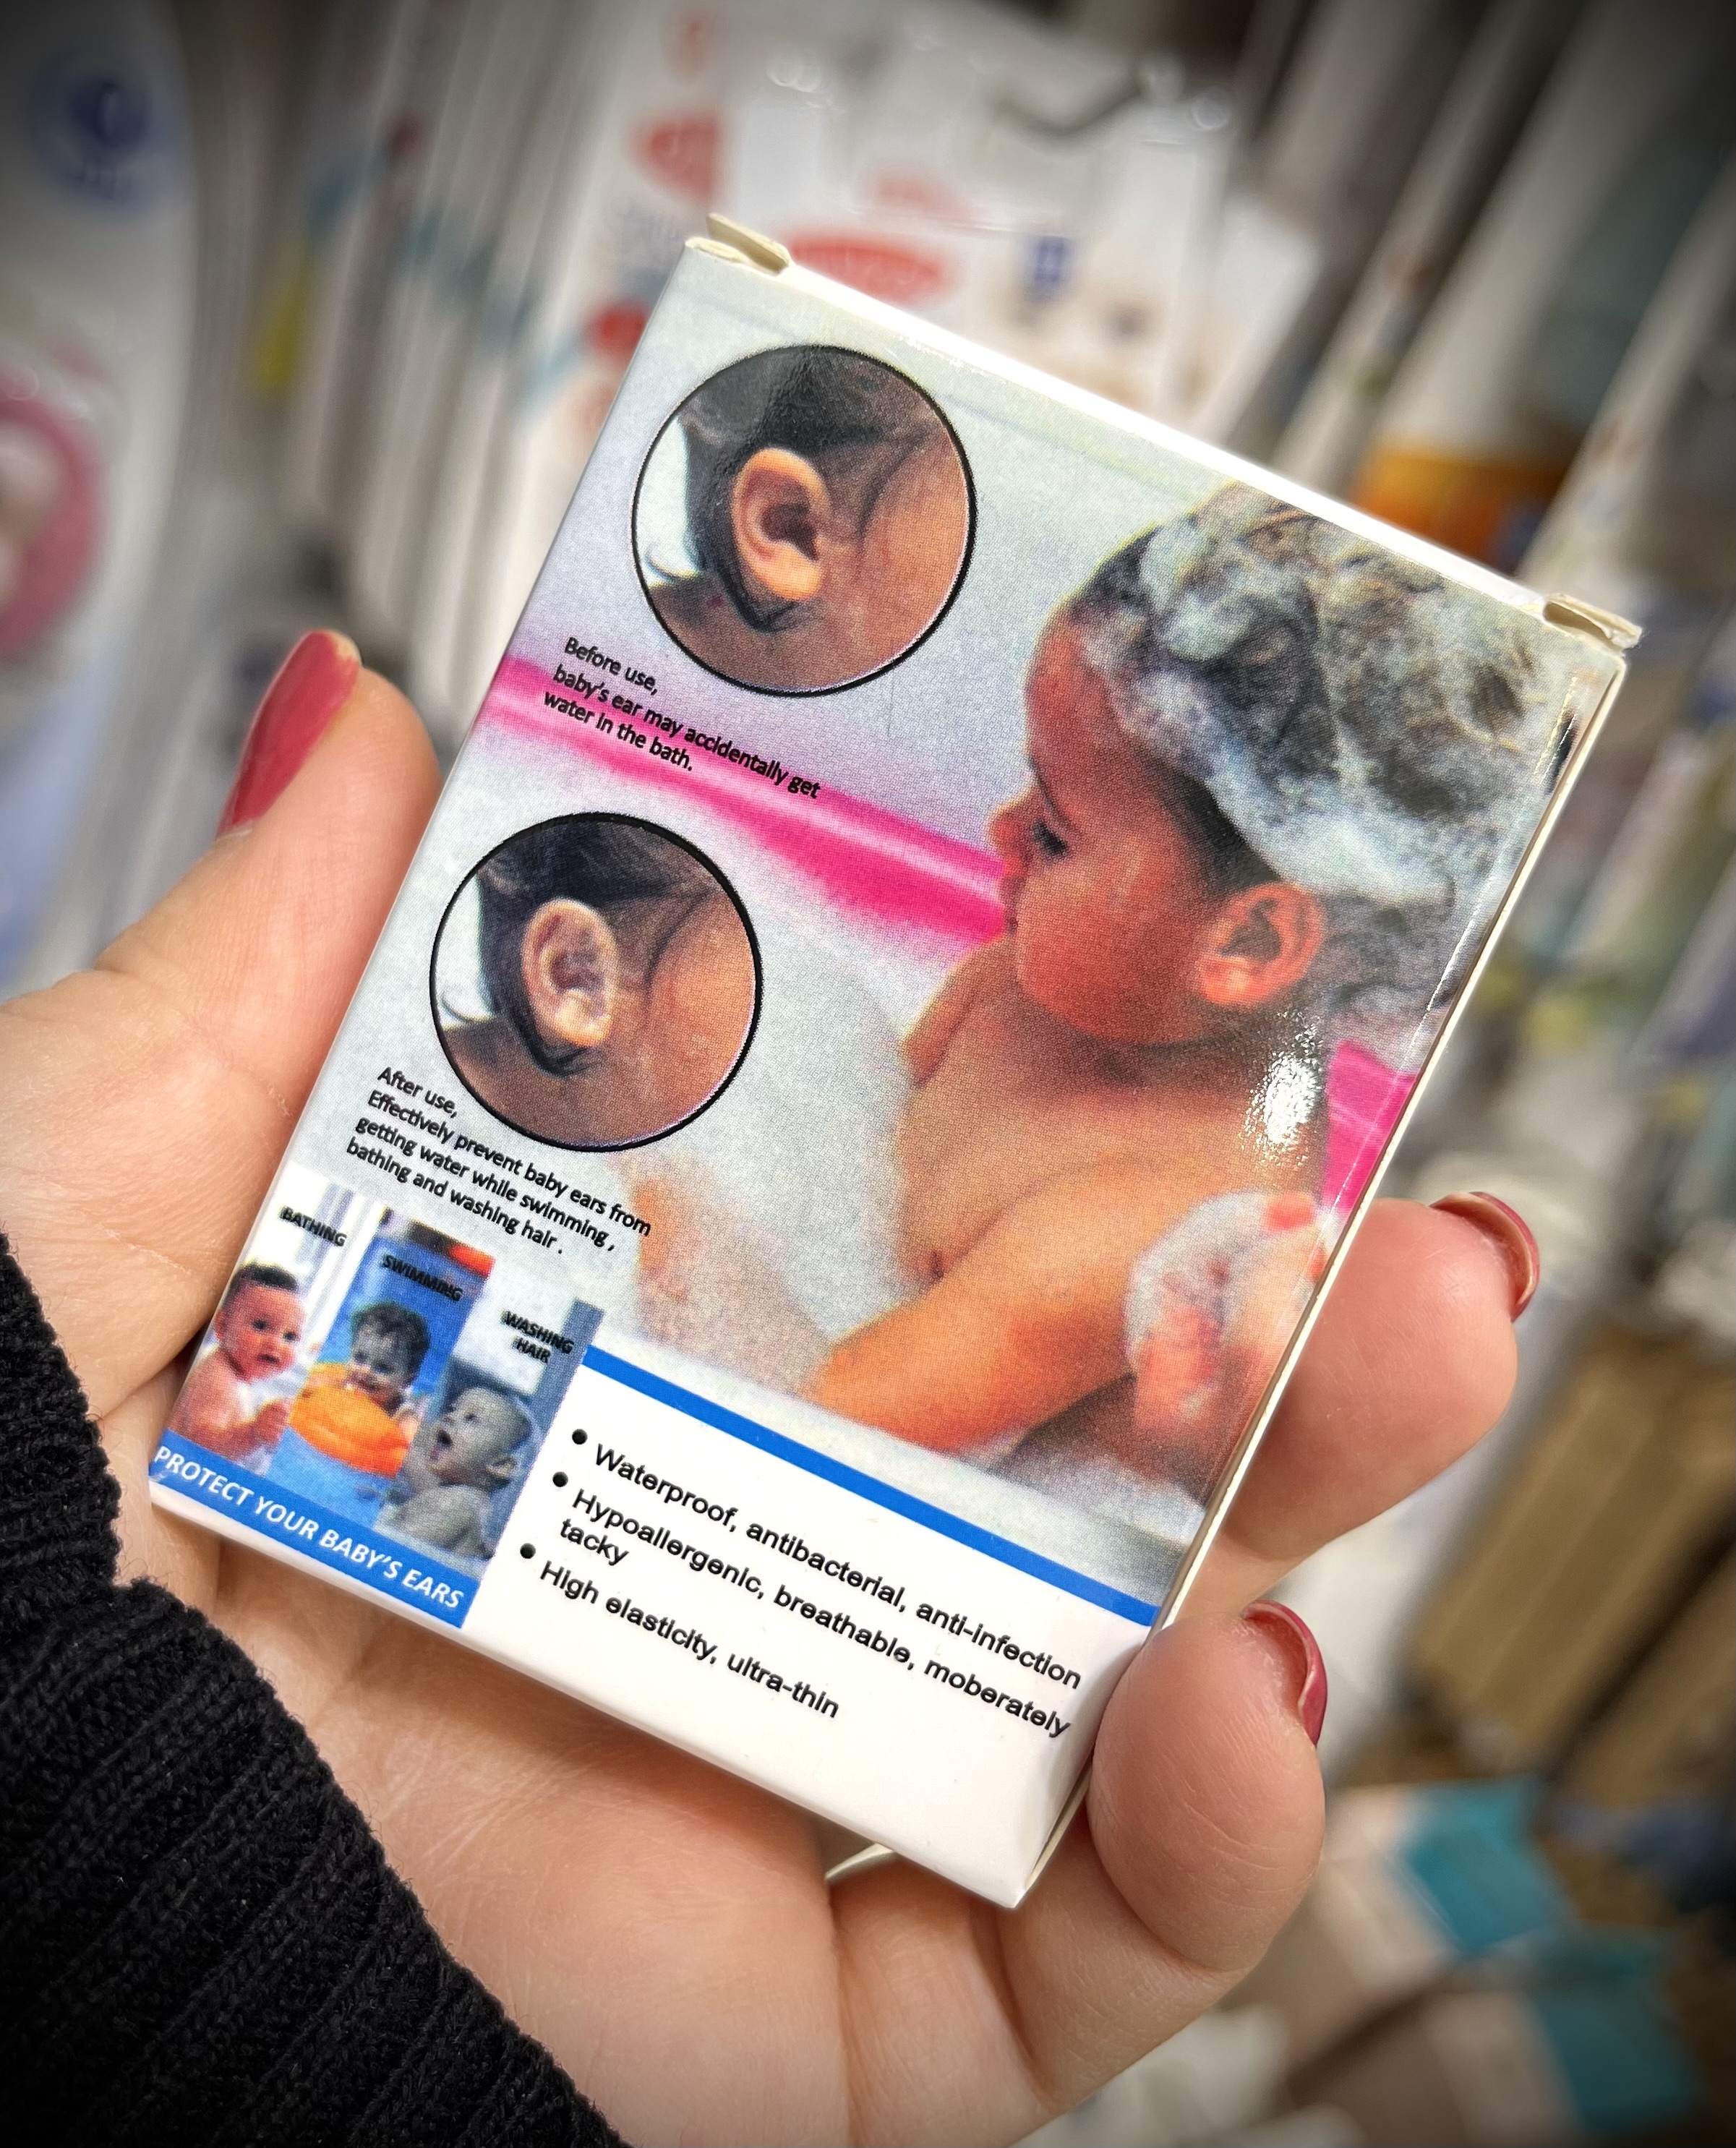 Before use,
baby's ear may accidentally get
water in the bath.
After use,
Effectively prevent baby ears from
getting water while swimming ,
bathing and washing hair .
BATHING
SWIMMING
WASHING
HAIR
PROTECT YOUR BABY'S EARS
● Waterproof, antibacterial, anti-infection
● Hypoallergenic, breathable, moberately
tacky
● High elasticity, ultra-thin